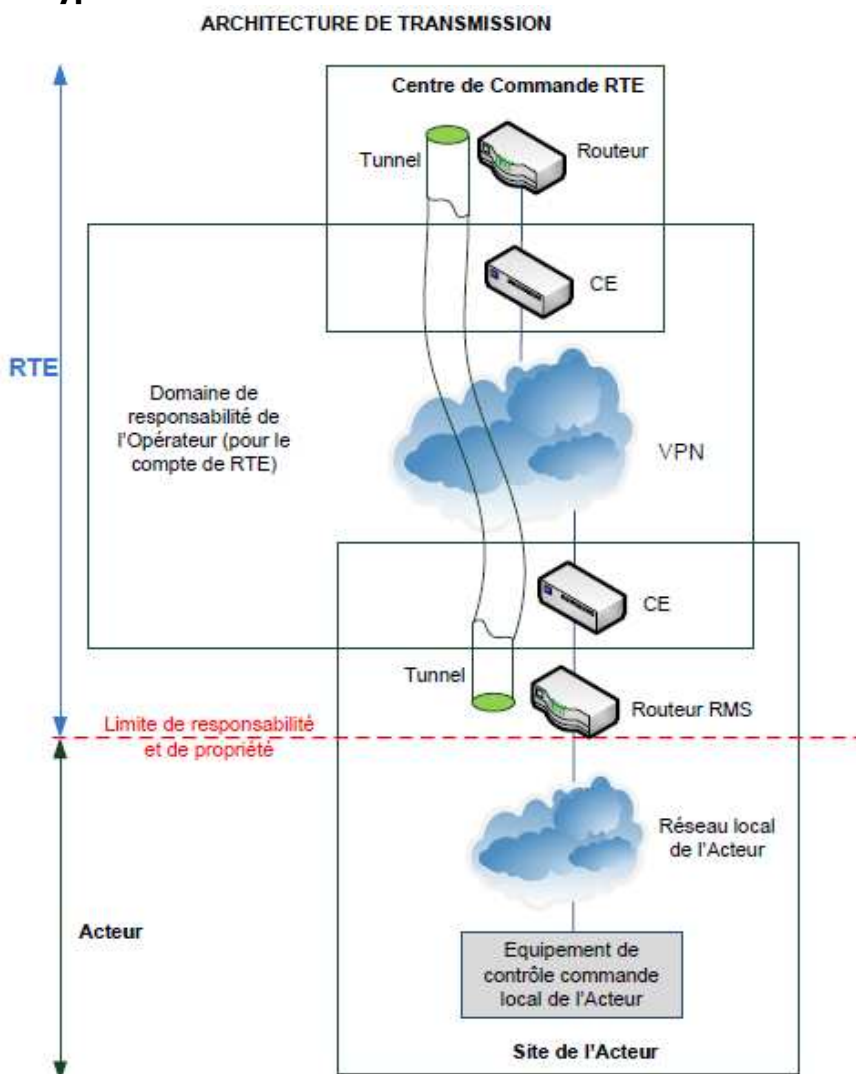 ARCHITECTURE DE TRANSMISSION
Centre de Commande RTE
Tunnel
Routeur
CE
RTE
Domaine de
responsabilité de
l'Opérateur (pour le
compte de RTE)
VPN
CE
Tunnel
Routeur RMS
Limite de responsabilité
et de propriété
Réseau local
de l'Acteur
Acteur
Equipement de
contrôle commande
local de l'Acteur
Site de l'Acteur